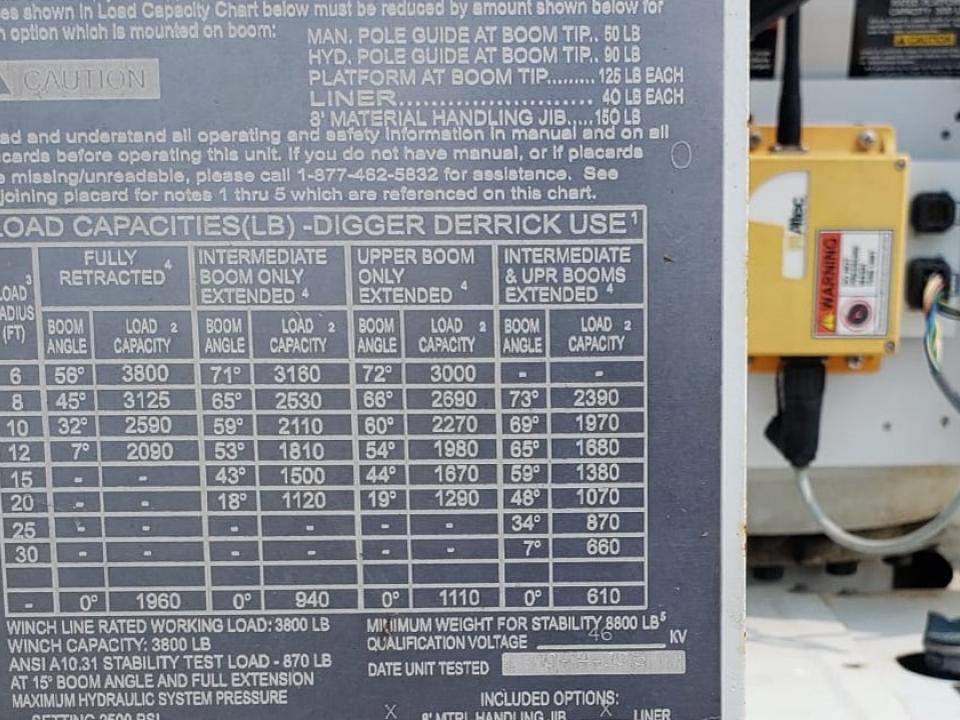 es shown in Load Capacity Chart below must be reduced by amount shown below for
option which is mounted on boom:
MAN. POLE GUIDE AT BOOM TIP.. 50 LB
HYD. POLE GUIDE AT BOOM TIP.. 90 LB
PLATFORM AT BOOM TIP......... 125 LB EACH
LINER........................ 40 LB EACH
8' MATERIAL HANDLING JIB.....150 LB
CAUTION
ad and understand all operating and safety information in manual and on all
cards before operating this unit. If you do not have manual, or if placards
e missing/unreadable, please call 1-877-462-5832 for assistance. See
joining placard for notes 1 thru 5 which are referenced on this chart.
LOAD CAPACITIES(LB) -DIGGER DERRICK USE 1
LOAD 3 RADIUS (FT) FULLY RETRACTED 4 INTERMEDIATE BOOM ONLY EXTENDED 4 UPPER BOOM ONLY EXTENDED 4 INTERMEDIATE & UPR BOOMS EXTENDED 4
BOOM ANGLE LOAD 2 CAPACITY BOOM ANGLE LOAD 2 CAPACITY BOOM ANGLE LOAD 2 CAPACITY BOOM ANGLE LOAD 2 CAPACITY
6 56° 3800 71° 3160 72° 3000 - -
8 45° 3125 65° 2530 66° 2690 73° 2390
10 32° 2590 59° 2110 60° 2270 69° 1970
12 7° 2090 53° 1810 54° 1980 65° 1680
15 - - 43° 1500 44° 1670 59° 1380
20 - - 18° 1120 19° 1290 48° 1070
25 - - - - - - 34° 870
30 - - - - - - 7° 660
- 0° 1960 0° 940 0° 1110 0° 610
WINCH LINE RATED WORKING LOAD: 3800 LB
WINCH CAPACITY: 3800 LB
ANSI A10.31 STABILITY TEST LOAD - 870 LB
AT 15° BOOM ANGLE AND FULL EXTENSION
MAXIMUM HYDRAULIC SYSTEM PRESSURE
SETTING 2500 PSI
MINIMUM WEIGHT FOR STABILITY 8800 LB 5
QUALIFICATION VOLTAGE 46 KV
DATE UNIT TESTED
INCLUDED OPTIONS:
X 8' MTRL HANDLING JIB X LINER
Altec
WARNING
CAUTION